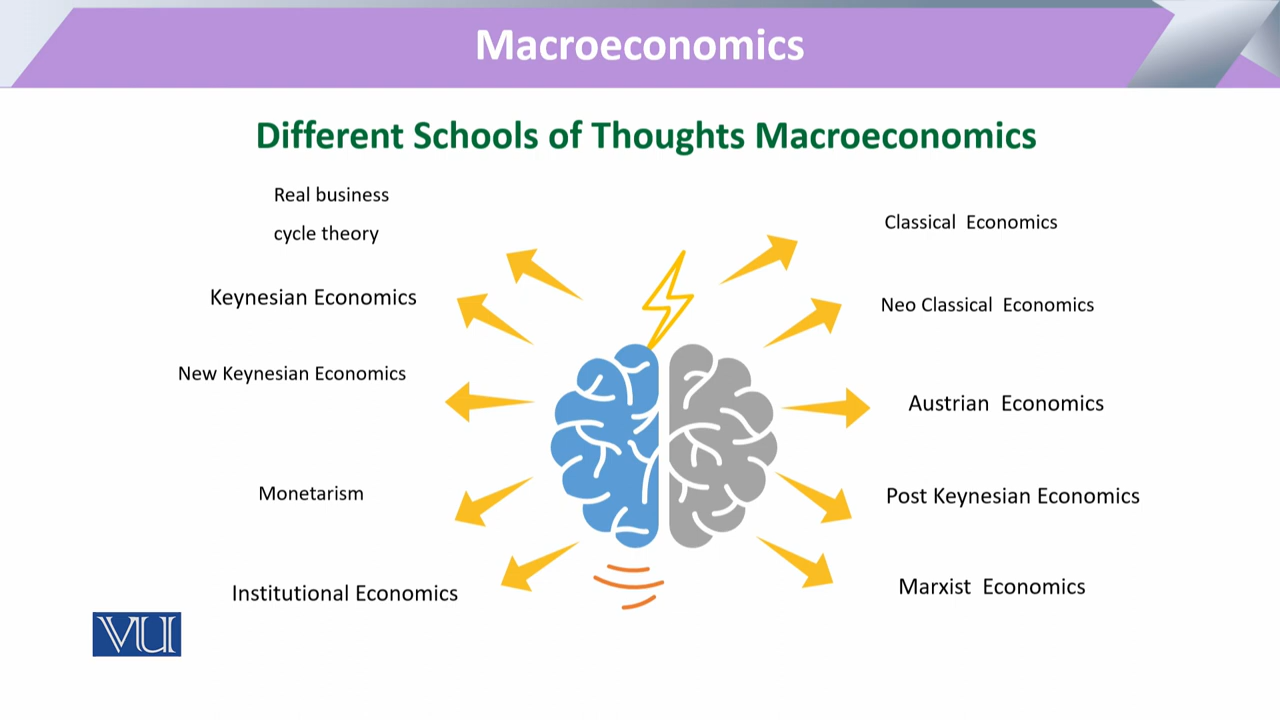 Macroeconomics
Different Schools of Thoughts Macroeconomics
Real business
cycle theory
Keynesian Economics
New Keynesian Economics
Monetarism
Institutional Economics
Classical Economics
Neo Classical Economics
Austrian Economics
Post Keynesian Economics
Marxist Economics
VU